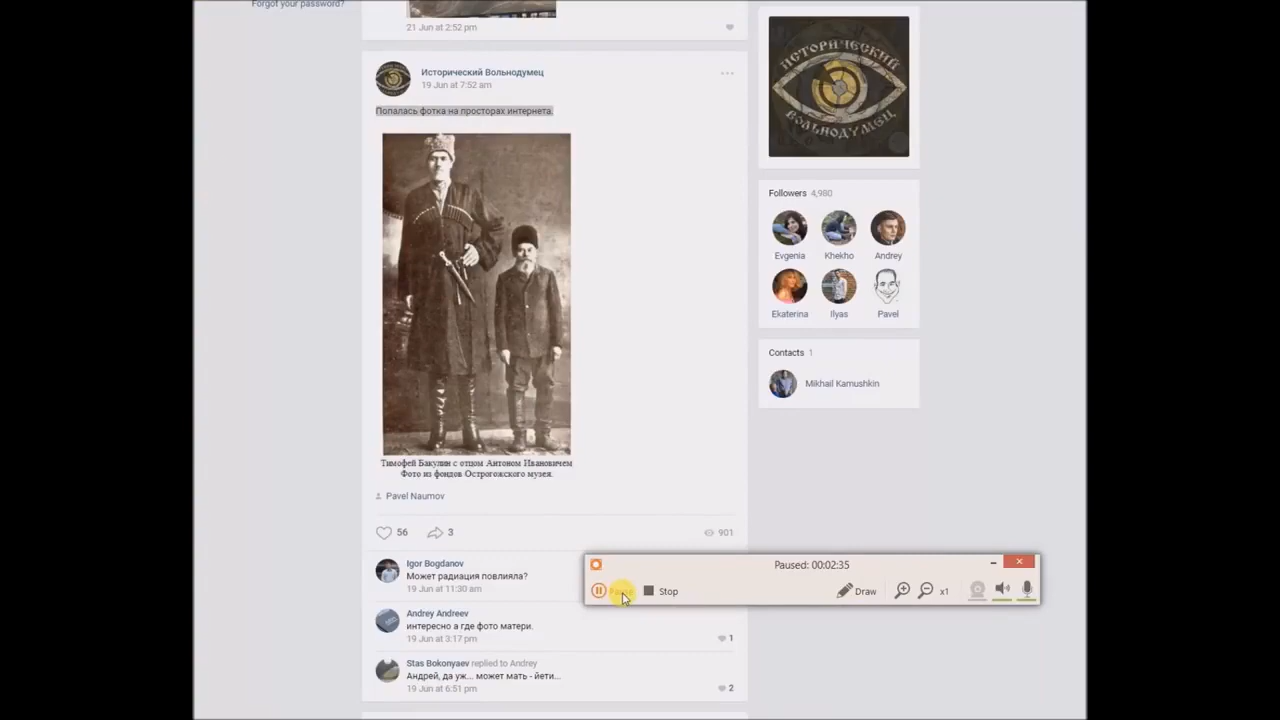 Forgot your password?
21 Jun at 2:52 pm
Исторический Вольнодумец
19 Jun at 7:52 am
Попалась фотка на просторах интернета.
Тимофей Бакулин с отцом Антоном Ивановичем
Фото из фондов Острогожского музея.
Pavel Naumov
56
3
901
Igor Bogdanov
Может радиация повлияла?
19 Jun at 11:30 am
Andrey Andreev
интересно а где фото матери.
19 Jun at 3:17 pm
1
Stas Bokonyaev replied to Andrey
Андрей, да уж... может мать - йети...
19 Jun at 6:51 pm
2
ИСТОРИЧЕСКИЙ
ВОЛЬНОДУМЕЦ
Followers 4,980
Evgenia Khekho Andrey
Ekaterina Ilyas Pavel
Contacts 1
Mikhail Kamushkin
Paused: 00:02:35
Stop
Draw
x1